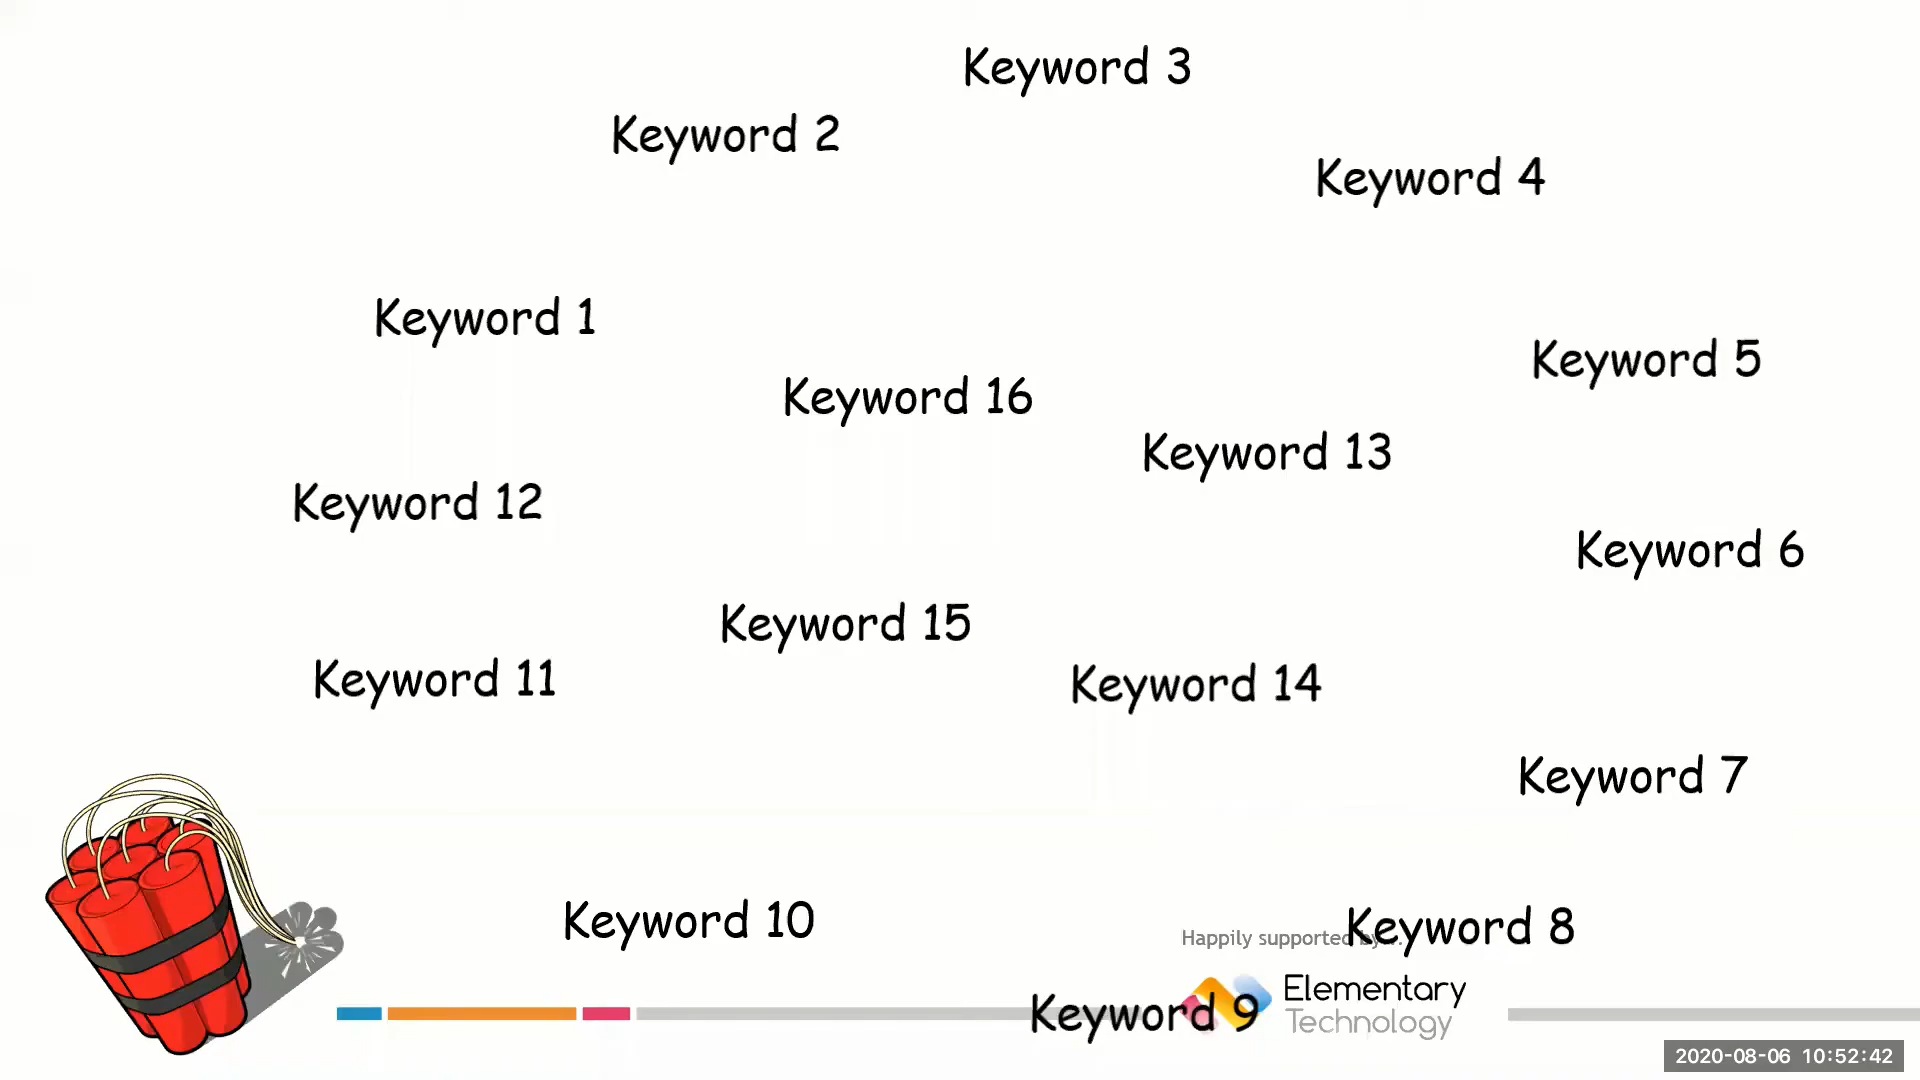 Keyword 3
Keyword 2
Keyword 4
Keyword 1
Keyword 5
Keyword 16
Keyword 13
Keyword 12
Keyword 6
Keyword 15
Keyword 11
Keyword 14
Keyword 7
Keyword 10
Keyword 8
Happily supported by...
Elementary
Technology
Keyword 9
2020-08-06 10:52:42